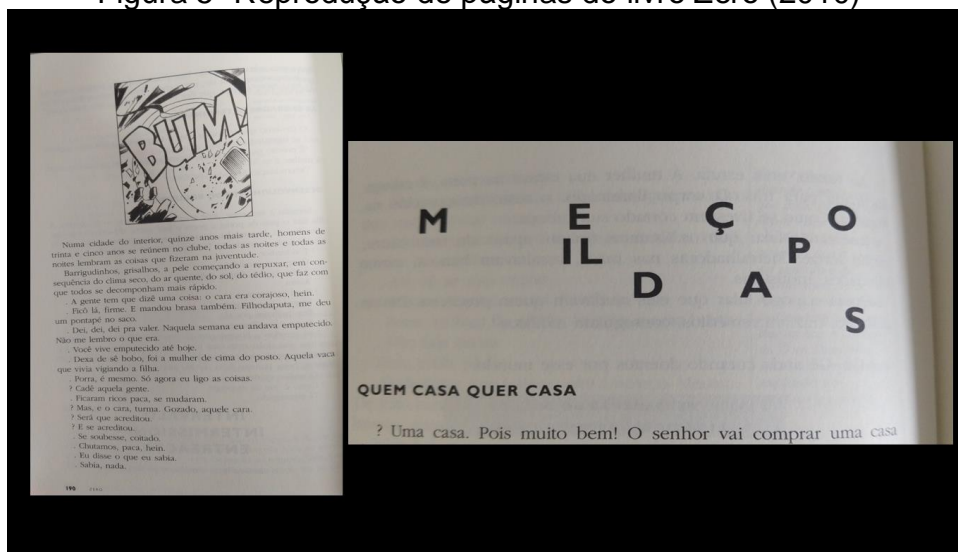 Figura 3- Reprodução de páginas do livro Zero (2010)
BUM
Numa cidade do interior, quinze anos mais tarde, homens de
trinta e cinco anos se reúnem no clube, todas as noites e todas as
noites lembram as coisas que fizeram na juventude.
Barrigudinhos, grisalhos, a pele começando a repuxar, em con-
sequência do clima seco, do ar quente, do sol, do tédio, que faz com
que todos se decomponham mais rápido.
. A gente tem que dizê uma coisa: o cara era corajoso, hein.
. Ficô lá, firme. E mandou brasa também. Filhodaputa, me deu
um pontapé no saco.
. Dei, dei, dei pra valer. Naquela semana eu andava emputecido.
Não me lembro o que era.
. Você vive emputecido até hoje.
. Dexa de sê bobo, foi a mulher de cima do posto. Aquela vaca
que vivia vigiando a filha.
. Porra, é mesmo. Só agora eu ligo as coisas.
? Cadê aquela gente.
. Ficaram ricos paca, se mudaram.
? Mas, e o cara, turma. Gozado, aquele cara.
? Será que acreditou.
? E se acreditou.
. Se soubesse, coitado.
. Chutamos, paca, hein.
. Eu disse o que eu sabia.
. Sabia, nada.
190 ZERO
M E Ç O
IL P
D A
S
QUEM CASA QUER CASA
? Uma casa. Pois muito bem! O senhor vai comprar uma casa